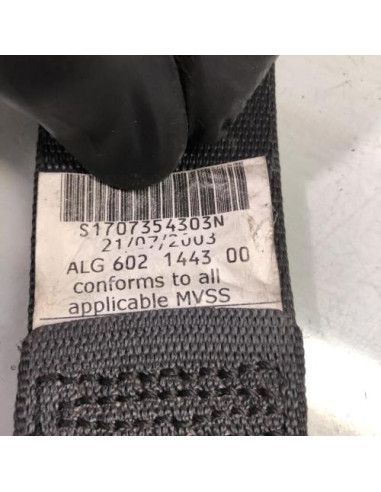 S1707354303N
21/07/2003
ALG 602 1443 00
conforms to all
applicable MVSS